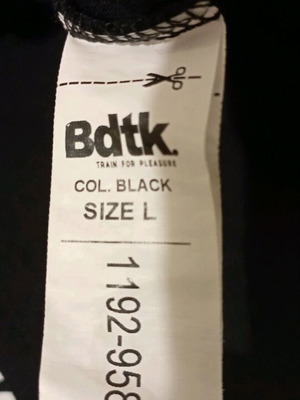 Bdtk.
TRAIN FOR PLEASURE
COL. BLACK
SIZE L
1192-958